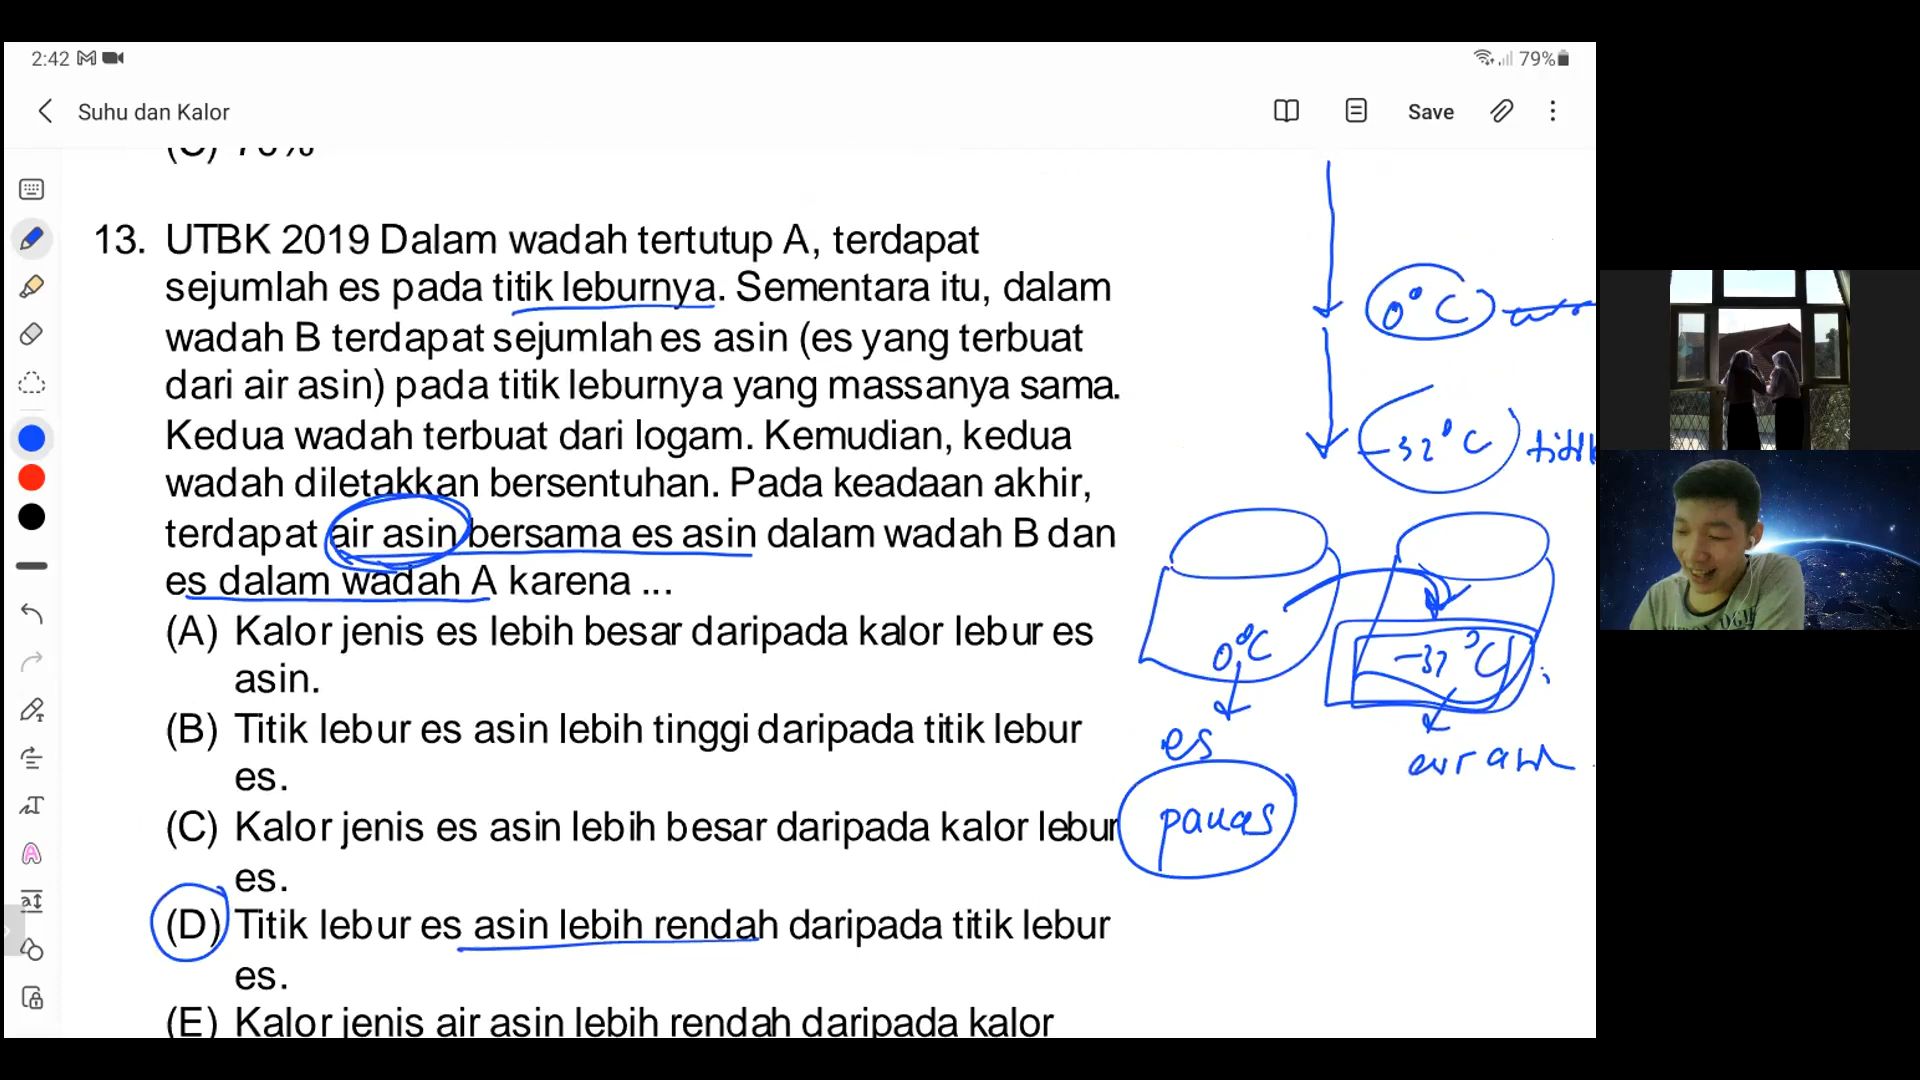 2:42
79%
Suhu dan Kalor
Save
13. UTBK 2019 Dalam wadah tertutup A, terdapat
sejumlah es pada titik leburnya. Sementara itu, dalam
wadah B terdapat sejumlah es asin (es yang terbuat
dari air asin) pada titik leburnya yang massanya sama.
Kedua wadah terbuat dari logam. Kemudian, kedua
wadah diletakkan bersentuhan. Pada keadaan akhir,
terdapat air asin bersama es asin dalam wadah B dan
es dalam wadah A karena ...
(A) Kalor jenis es lebih besar daripada kalor lebur es
asin.
(B) Titik lebur es asin lebih tinggi daripada titik lebur
es.
(C) Kalor jenis es asin lebih besar daripada kalor lebur
es.
(D) Titik lebur es asin lebih rendah daripada titik lebur
es.
(E) Kalor jenis air asin lebih rendah daripada kalor
0°C
-32°C
0°C
-32°C
es
panas